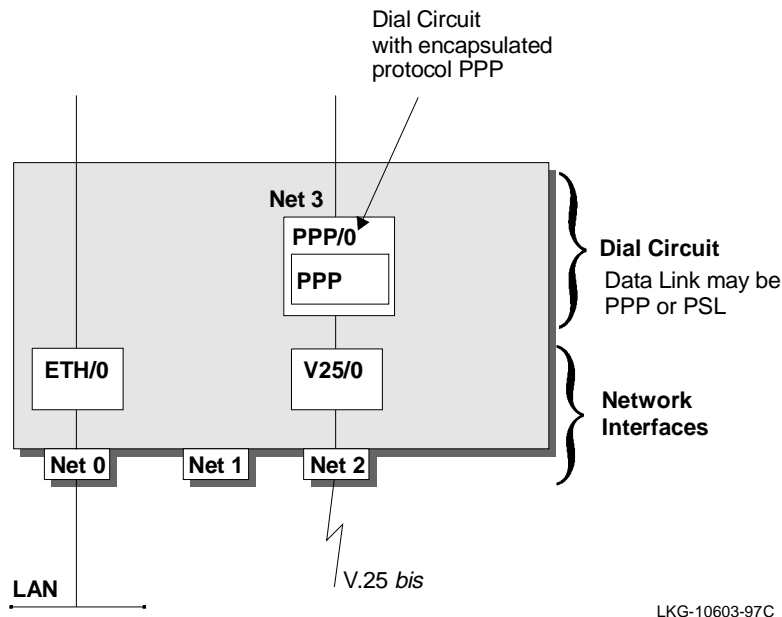 Dial Circuit
with encapsulated
protocol PPP
Net 3
PPP/0
PPP
Dial Circuit
Data Link may be
PPP or PSL
ETH/0
V25/0
Network
Interfaces
Net 0
Net 1
Net 2
V.25 bis
LAN
LKG-10603-97C